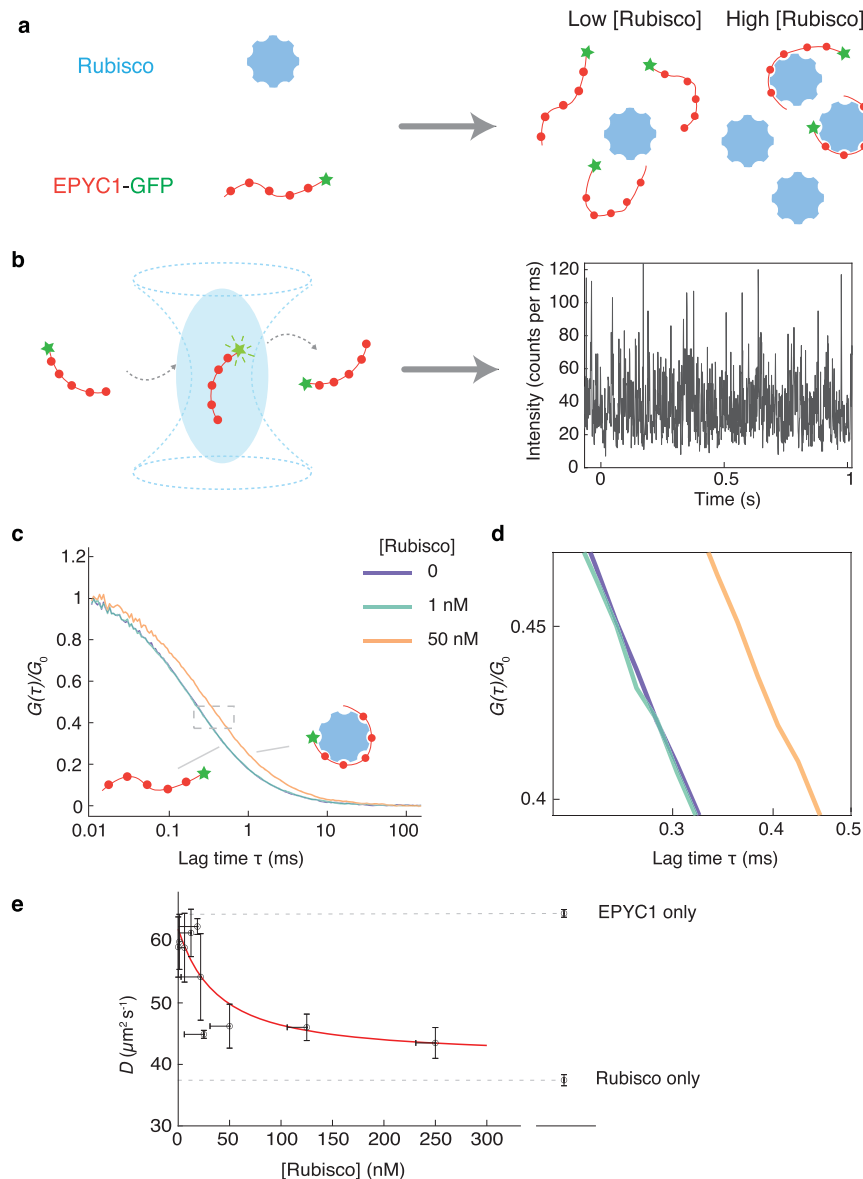 a
Low [Rubisco]
High [Rubisco]
Rubisco
EPYC1-GFP
b
Intensity (counts per ms)
120
100
80
60
40
20
0
0
0.5
1
Time (s)
c
G(τ)/G0
1.2
1
0.8
0.6
0.4
0.2
0
0.01
0.1
1
10
100
Lag time τ (ms)
[Rubisco]
0
1 nM
50 nM
d
G(τ)/G0
0.45
0.4
0.3
0.4
0.5
Lag time τ (ms)
e
D (µm² s⁻¹)
60
50
40
30
0
50
100
150
200
250
300
[Rubisco] (nM)
EPYC1 only
Rubisco only